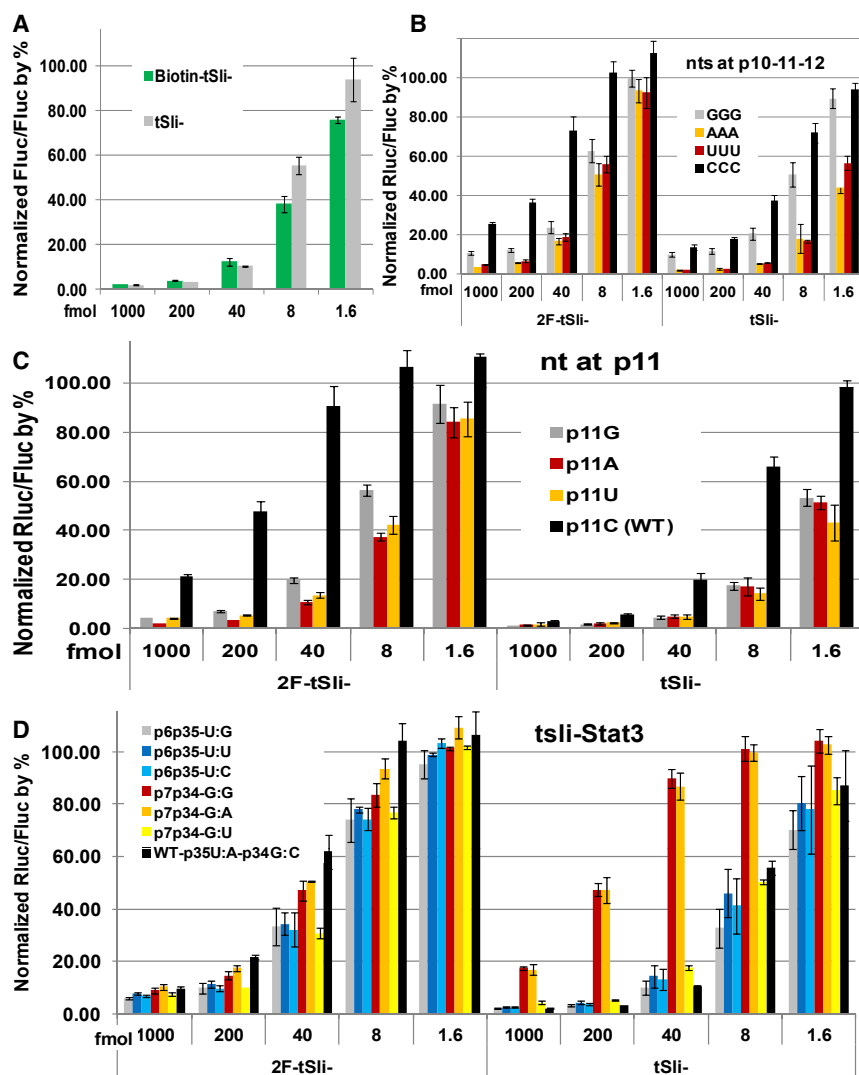 A
Normalized Fluc/Fluc by %
100.00
80.00
60.00
40.00
20.00
0.00
Biotin-tSli-
tSli-
fmol 1000 200 40 8 1.6
B
Normalized Rluc/Fluc by %
120.00
100.00
80.00
60.00
40.00
20.00
0.00
nts at p10-11-12
GGG
AAA
UUU
CCC
fmol 1000 200 40 8 1.6 1000 200 40 8 1.6
2F-tSli- tSli-
C
nt at p11
Normalized Rluc/Fluc by %
100.00
80.00
60.00
40.00
20.00
0.00
p11G
p11A
p11U
p11C (WT)
fmol 1000 200 40 8 1.6 1000 200 40 8 1.6
2F-tSli- tSli-
D
tsli-Stat3
Normalized Rluc/Fluc by %
100.00
80.00
60.00
40.00
20.00
0.00
p6p35-U:G
p6p35-U:U
p6p35-U:C
p7p34-G:G
p7p34-G:A
p7p34-G:U
WT-p35U:A-p34G:C
fmol 1000 200 40 8 1.6 1000 200 40 8 1.6
2F-tSli- tSli-